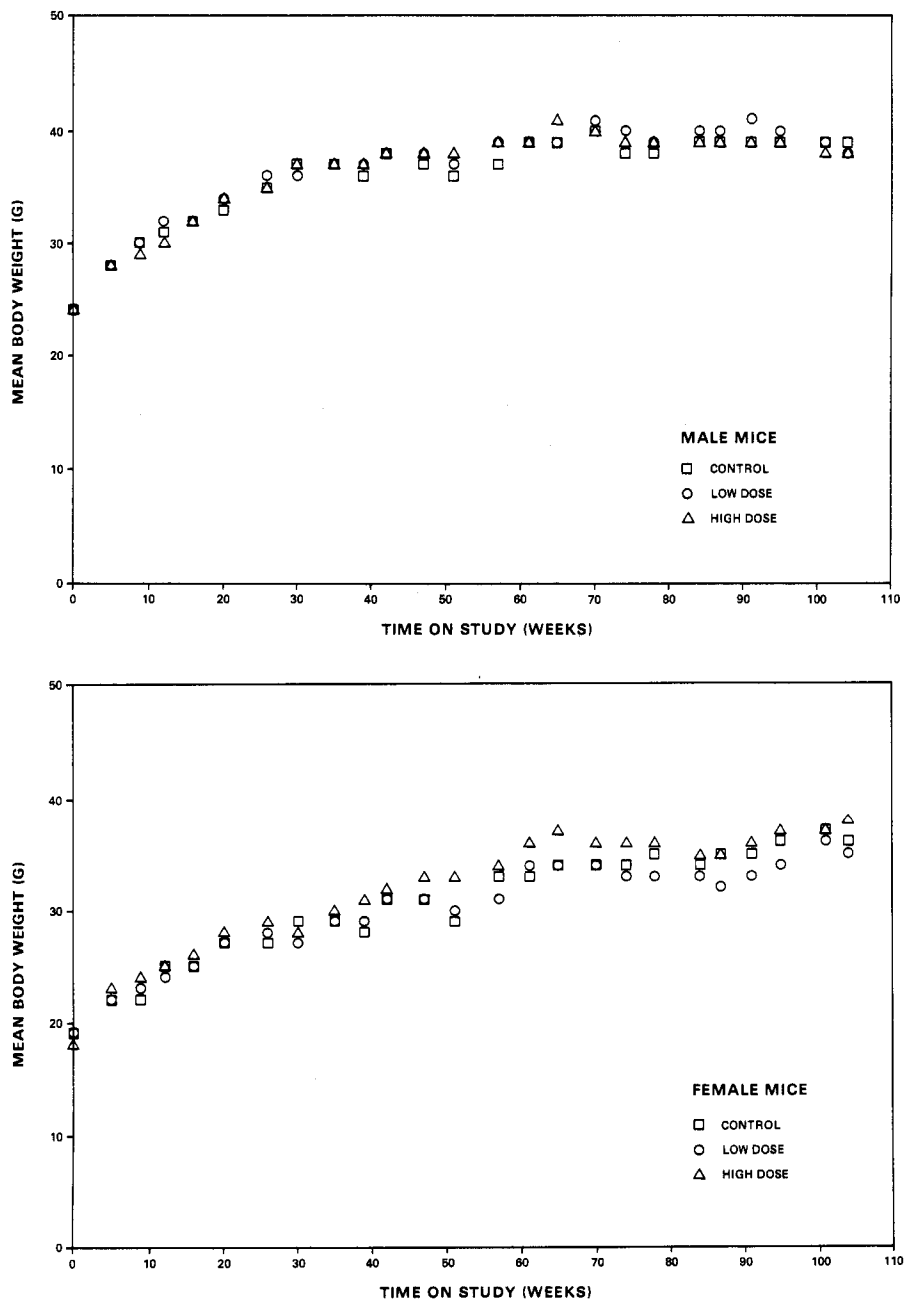 50
40
30
20
10
0
MEAN BODY WEIGHT (G)
MALE MICE
CONTROL
LOW DOSE
HIGH DOSE
0 10 20 30 40 50 60 70 80 90 100 110
TIME ON STUDY (WEEKS)
50
40
30
20
10
0
MEAN BODY WEIGHT (G)
FEMALE MICE
CONTROL
LOW DOSE
HIGH DOSE
0 10 20 30 40 50 60 70 80 90 100 110
TIME ON STUDY (WEEKS)